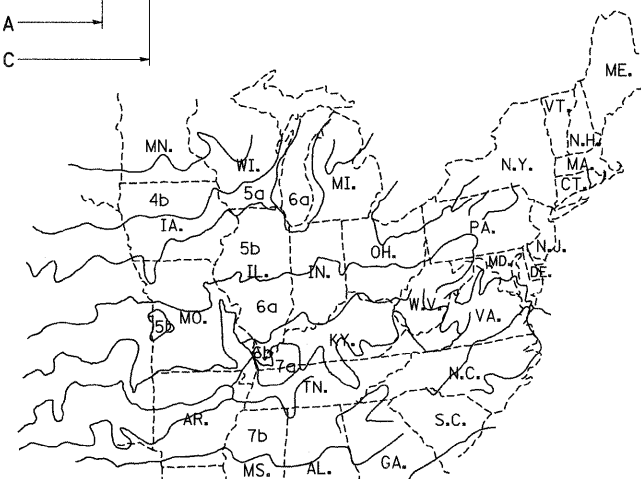 A
C
ME.
VT.
N.H.
MN.
WI.
N.Y.
MA.
MI.
CT.
4b
5a
6a
IA.
PA.
5b
OH.
N.J.
IL.
IN.
MD.
DE.
6a
W.V.
MO.
5b
VA.
KY.
6b
7a
N.C.
TN.
AR.
S.C.
7b
MS.
AL.
GA.